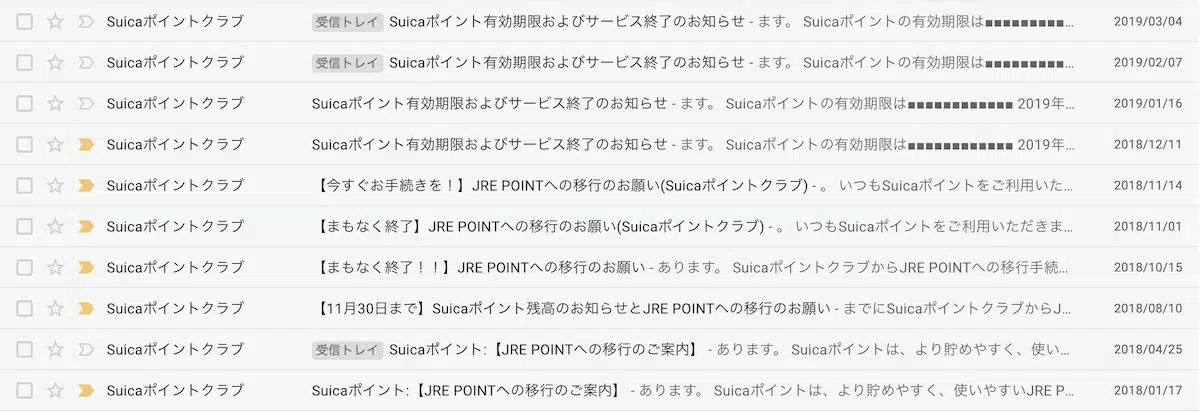 Suicaポイントクラブ 受信トレイ Suicaポイント有効期限およびサービス終了のお知らせ - ます。 Suicaポイントの有効期限は■■■■■■■■■… 2019/03/04
Suicaポイントクラブ 受信トレイ Suicaポイント有効期限およびサービス終了のお知らせ - ます。 Suicaポイントの有効期限は■■■■■■■■■… 2019/02/07
Suicaポイントクラブ Suicaポイント有効期限およびサービス終了のお知らせ - ます。 Suicaポイントの有効期限は■■■■■■■■■■■■ 2019年… 2019/01/16
Suicaポイントクラブ Suicaポイント有効期限およびサービス終了のお知らせ - ます。 Suicaポイントの有効期限は■■■■■■■■■■■■ 2019年… 2018/12/11
Suicaポイントクラブ 【今すぐお手続きを！】JRE POINTへの移行のお願い(Suicaポイントクラブ) - 。 いつもSuicaポイントをご利用いた… 2018/11/14
Suicaポイントクラブ 【まもなく終了】JRE POINTへの移行のお願い(Suicaポイントクラブ) - 。 いつもSuicaポイントをご利用いただきま… 2018/11/01
Suicaポイントクラブ 【まもなく終了！！】JRE POINTへの移行のお願い - あります。 SuicaポイントクラブからJRE POINTへの移行手続… 2018/10/15
Suicaポイントクラブ 【11月30日まで】Suicaポイント残高のお知らせとJRE POINTへの移行のお願い - までにSuicaポイントクラブからJ… 2018/08/10
Suicaポイントクラブ 受信トレイ Suicaポイント:【JRE POINTへの移行のご案内】 - あります。 Suicaポイントは、より貯めやすく、使い… 2018/04/25
Suicaポイントクラブ Suicaポイント:【JRE POINTへの移行のご案内】 - あります。 Suicaポイントは、より貯めやすく、使いやすいJRE P… 2018/01/17